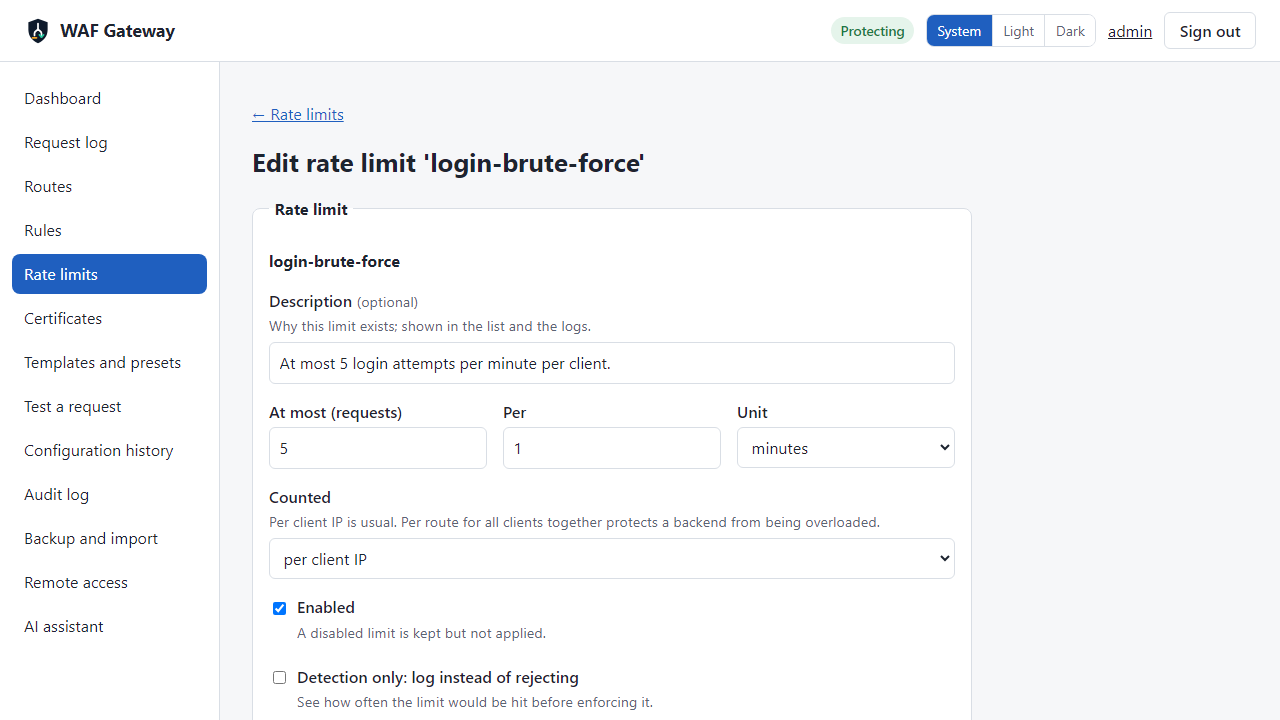 WAF Gateway
Protecting
System Light Dark
admin
Sign out
Dashboard
Request log
Routes
Rules
Rate limits
Certificates
Templates and presets
Test a request
Configuration history
Audit log
Backup and import
Remote access
AI assistant
← Rate limits
Edit rate limit 'login-brute-force'
Rate limit
login-brute-force
Description (optional)
Why this limit exists; shown in the list and the logs.
At most 5 login attempts per minute per client.
At most (requests) Per Unit
5 1 minutes
Counted
Per client IP is usual. Per route for all clients together protects a backend from being overloaded.
per client IP
Enabled
A disabled limit is kept but not applied.
Detection only: log instead of rejecting
See how often the limit would be hit before enforcing it.